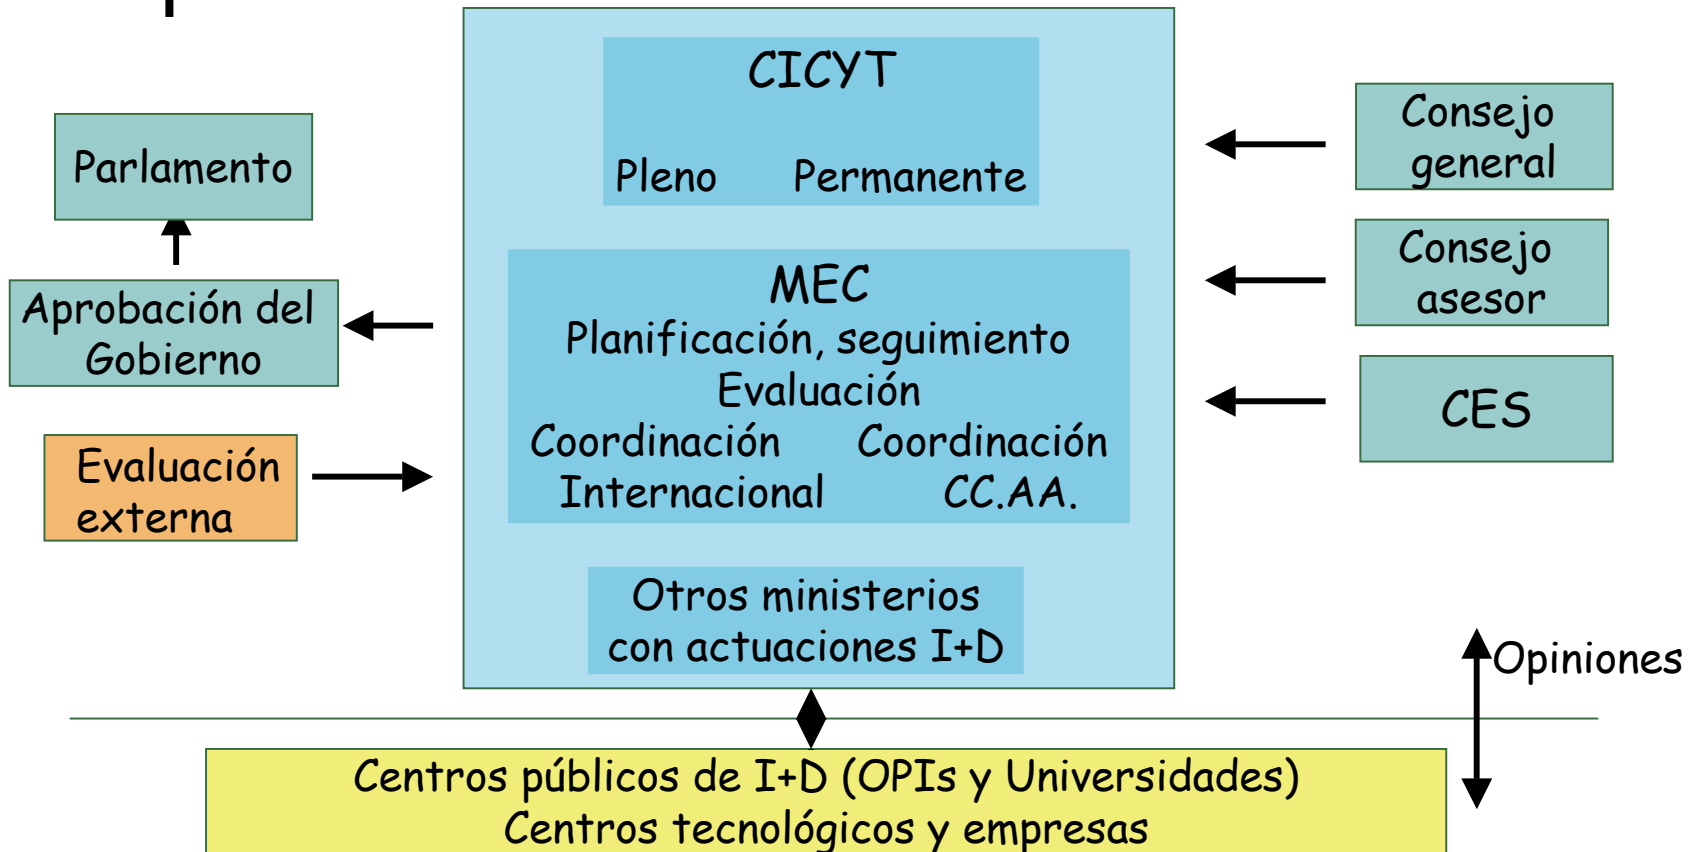 CICYT
Pleno Permanente
Parlamento
Aprobación del
Gobierno
Evaluación
externa
MEC
Planificación, seguimiento
Evaluación
Coordinación Coordinación
Internacional CC.AA.
Otros ministerios
con actuaciones I+D
Consejo
general
Consejo
asesor
CES
Opiniones
Centros públicos de I+D (OPIs y Universidades)
Centros tecnológicos y empresas